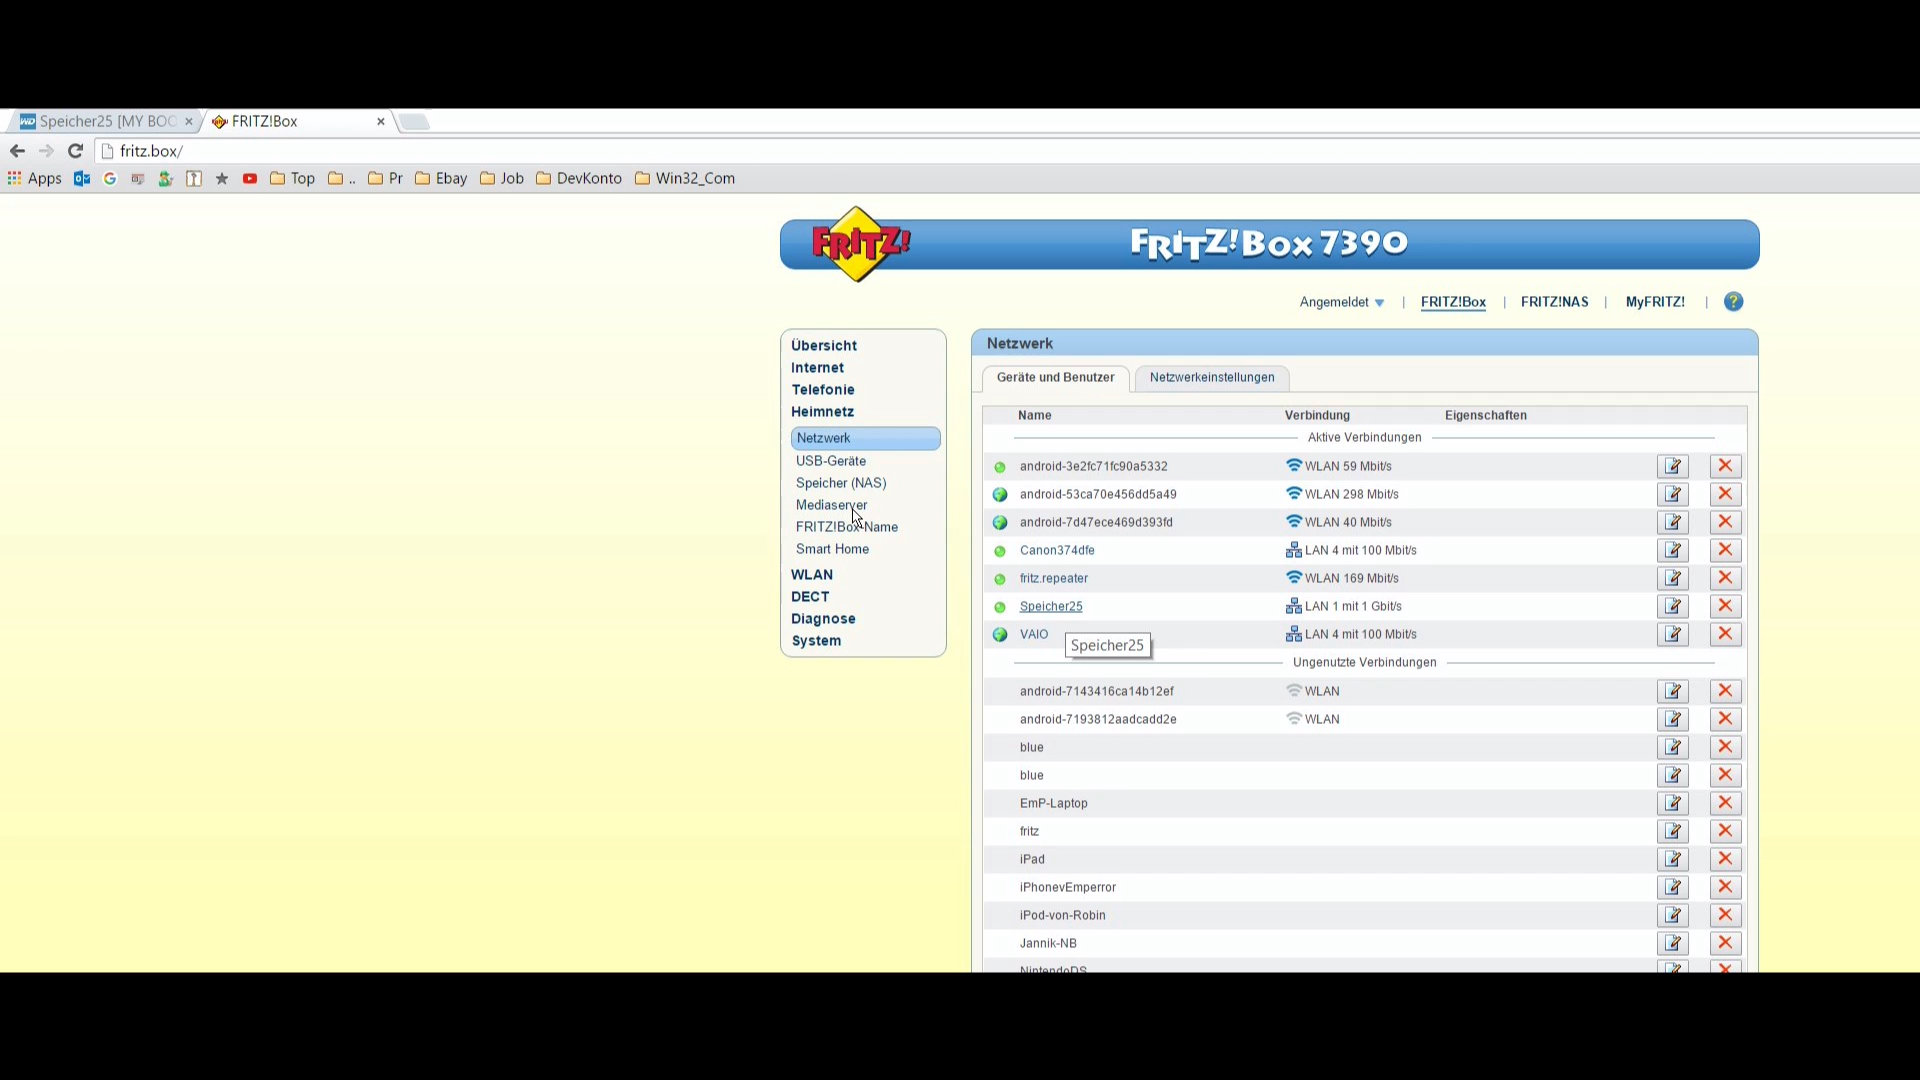 Speicher25 [MY BOO
FRITZ!Box
fritz.box/
Apps
Top
..
Pr
Ebay
Job
DevKonto
Win32_Com
FRITZ!
FRITZ!Box 7390
Angemeldet | FRITZ!Box | FRITZ!NAS | MyFRITZ! | ?
Übersicht
Internet
Telefonie
Heimnetz
Netzwerk
USB-Geräte
Speicher (NAS)
Mediaserver
FRITZ!Box-Name
Smart Home
WLAN
DECT
Diagnose
System
Netzwerk
Geräte und Benutzer
Netzwerkeinstellungen
Name Verbindung Eigenschaften
Aktive Verbindungen
android-3e2fc71fc90a5332 WLAN 59 Mbit/s
android-53ca70e456dd5a49 WLAN 298 Mbit/s
android-7d47ece469d393fd WLAN 40 Mbit/s
Canon374dfe LAN 4 mit 100 Mbit/s
fritz.repeater WLAN 169 Mbit/s
Speicher25 LAN 1 mit 1 Gbit/s
VAIO LAN 4 mit 100 Mbit/s
Speicher25
Ungenutzte Verbindungen
android-7143416ca14b12ef WLAN
android-7193812aadcadd2e WLAN
blue
blue
EmP-Laptop
fritz
iPad
iPhonevEmperror
iPod-von-Robin
Jannik-NB
NintendoDS